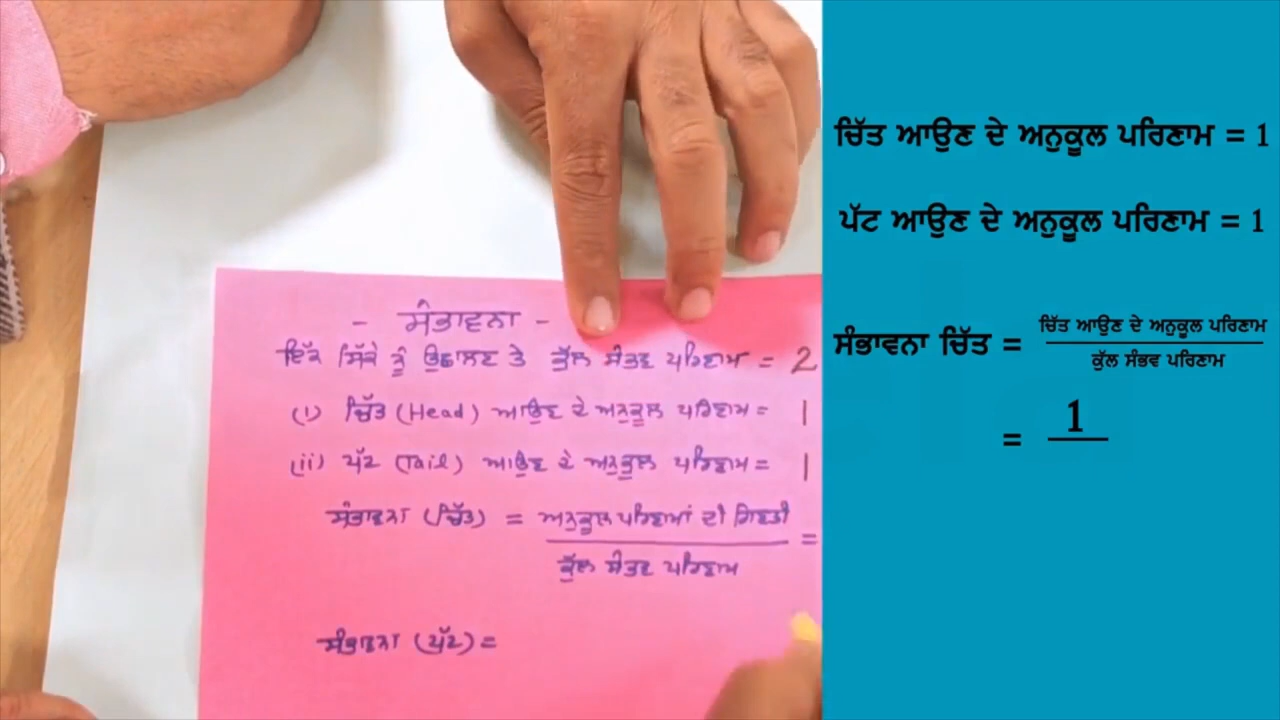 - ਸੰਭਾਵਨਾ -
ਇੱਕ ਸਿੱਕੇ ਨੂੰ ਉਛਾਲਣ ਤੇ ਕੁੱਲ ਸੰਭਵ ਪਰਿਣਾਮ = 2
(i) ਚਿੱਤ (Head) ਆਉਣ ਦੇ ਅਨੁਕੂਲ ਪਰਿਣਾਮ = 1
(ii) ਪੱਟ (Tail) ਆਉਣ ਦੇ ਅਨੁਕੂਲ ਪਰਿਣਾਮ = 1
ਸੰਭਾਵਨਾ (ਚਿੱਤ) = ਅਨੁਕੂਲ ਪਰਿਣਾਮਾਂ ਦੀ ਗਿਣਤੀ =
ਕੁੱਲ ਸੰਭਵ ਪਰਿਣਾਮ
ਸੰਭਾਵਨਾ (ਪੱਟ) =
ਚਿੱਤ ਆਉਣ ਦੇ ਅਨੁਕੂਲ ਪਰਿਣਾਮ = 1
ਪੱਟ ਆਉਣ ਦੇ ਅਨੁਕੂਲ ਪਰਿਣਾਮ = 1
ਸੰਭਾਵਨਾ ਚਿੱਤ = ਚਿੱਤ ਆਉਣ ਦੇ ਅਨੁਕੂਲ ਪਰਿਣਾਮ
ਕੁੱਲ ਸੰਭਵ ਪਰਿਣਾਮ
= 1